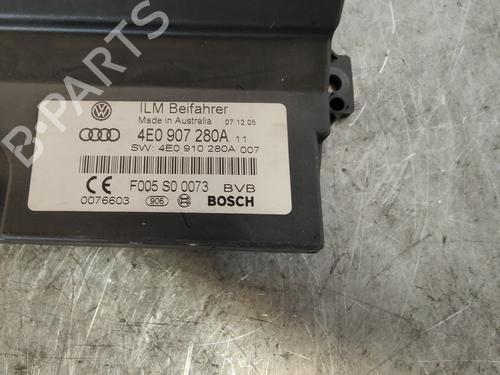 ILM Beifahrer
Made in Australia 07.12.05
4E0 907 280A 11
SW: 4E0 910 280A 007
CE F005 S0 0073 BVB
0076603 906 BOSCH
B-PARTS